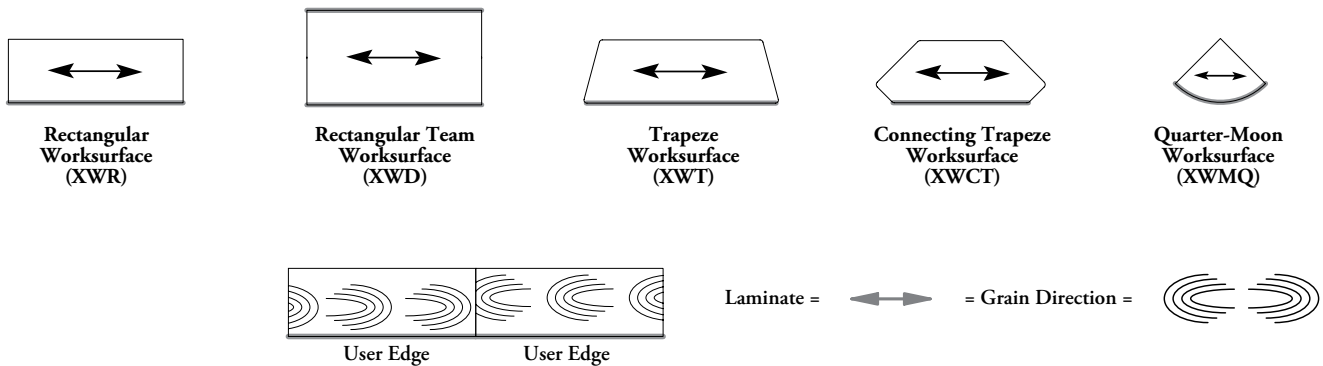 Rectangular
Worksurface
(XWR)
Rectangular Team
Worksurface
(XWD)
Trapeze
Worksurface
(XWT)
Connecting Trapeze
Worksurface
(XWCT)
Quarter-Moon
Worksurface
(XWMQ)
User Edge
User Edge
Laminate =
= Grain Direction =